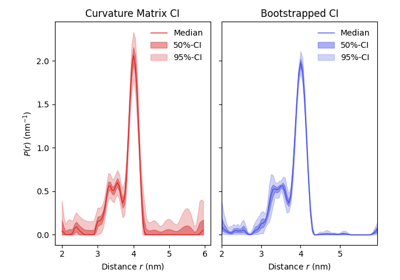 Curvature Matrix CI
Bootstrapped CI
Median
50%-CI
95%-CI
Median
50%-CI
95%-CI
P(r) (nm⁻¹)
2.0
1.5
1.0
0.5
0.0
2 3 4 5 6
2 3 4 5
Distance r (nm)
Distance r (nm)